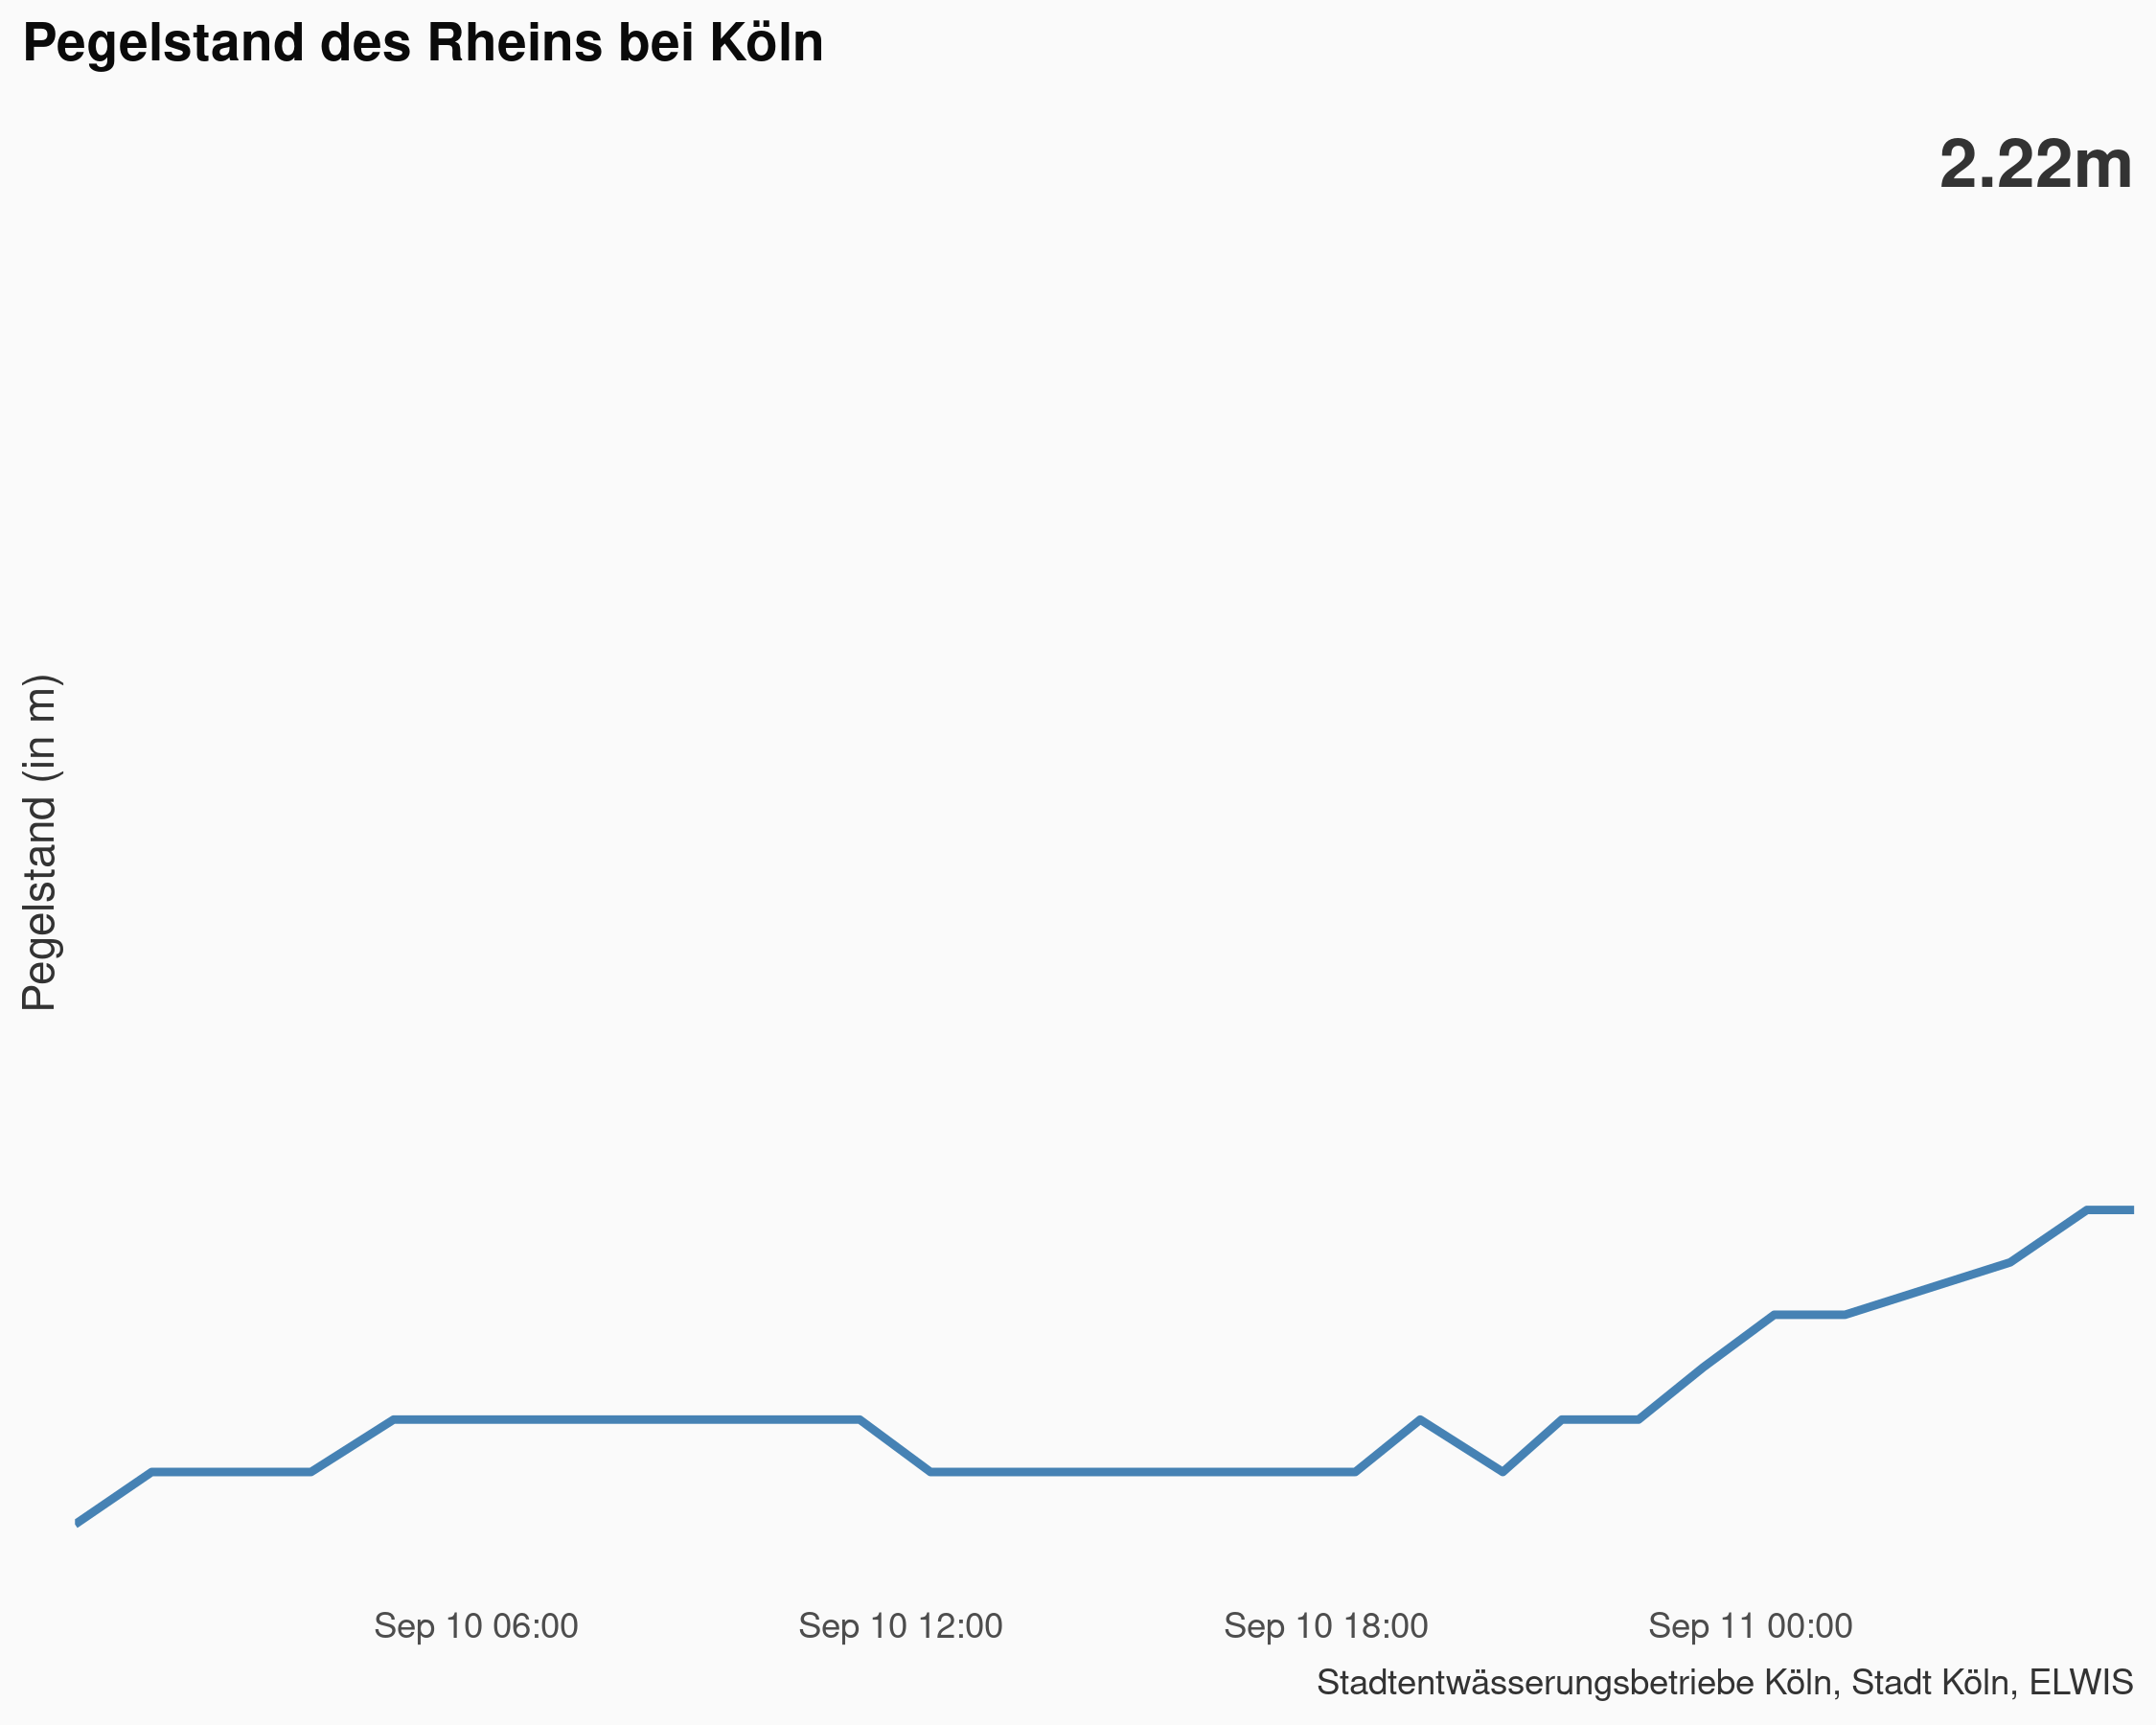 Pegelstand des Rheins bei Köln
2.22m
Pegelstand (in m)
Sep 10 06:00
Sep 10 12:00
Sep 10 18:00
Sep 11 00:00
Stadtentwässerungsbetriebe Köln, Stadt Köln, ELWIS